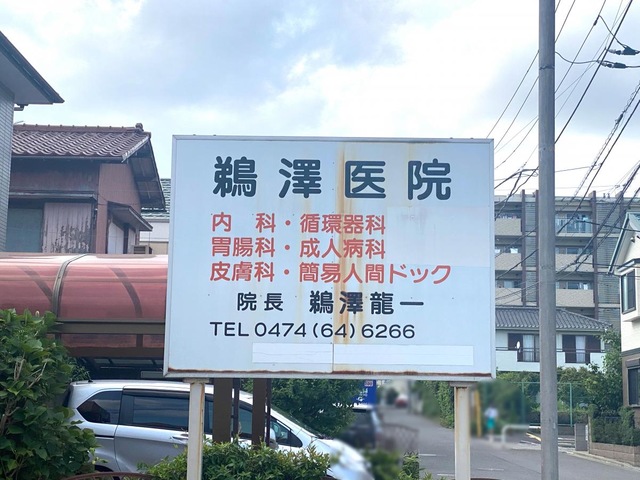 鵜澤医院
内 科・循環器科
胃腸科・成人病科
皮膚科・簡易人間ドック
院長 鵜澤龍一
TEL 0474(64)6266